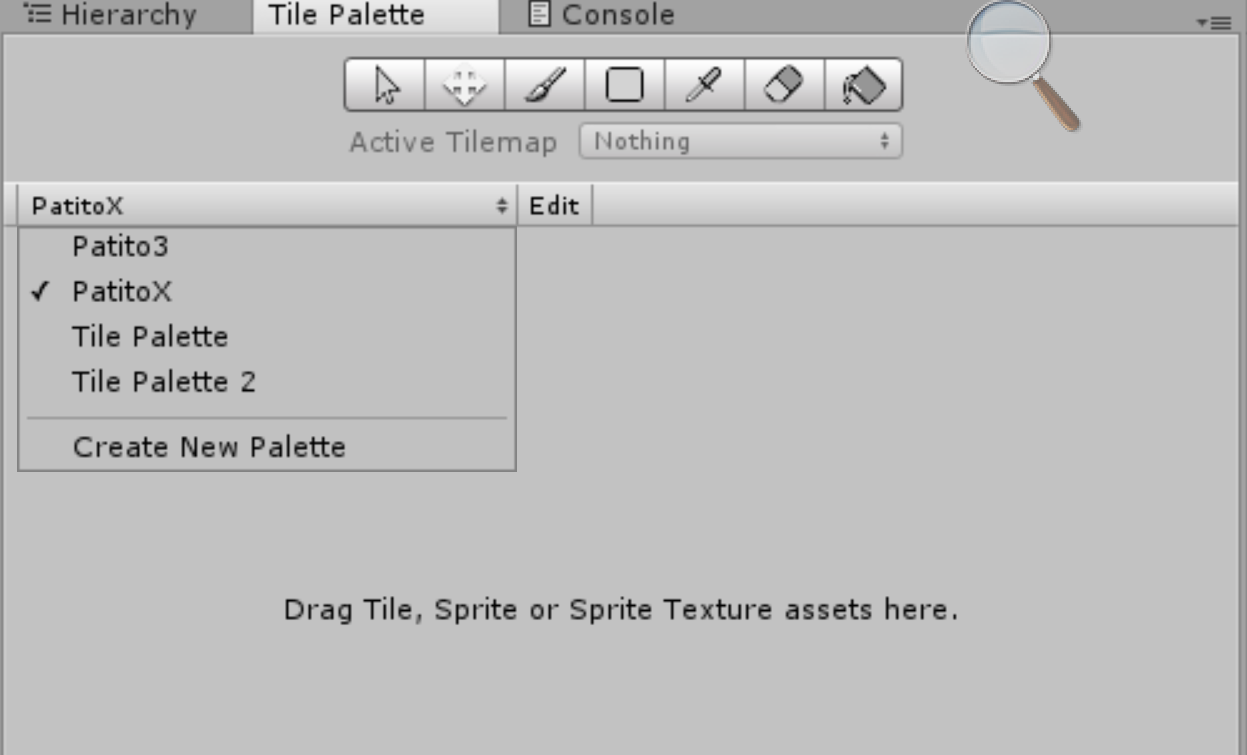 Hierarchy Tile Palette Console
Active Tilemap Nothing
PatitoX Edit
Patito3
PatitoX
Tile Palette
Tile Palette 2
Create New Palette
Drag Tile, Sprite or Sprite Texture assets here.